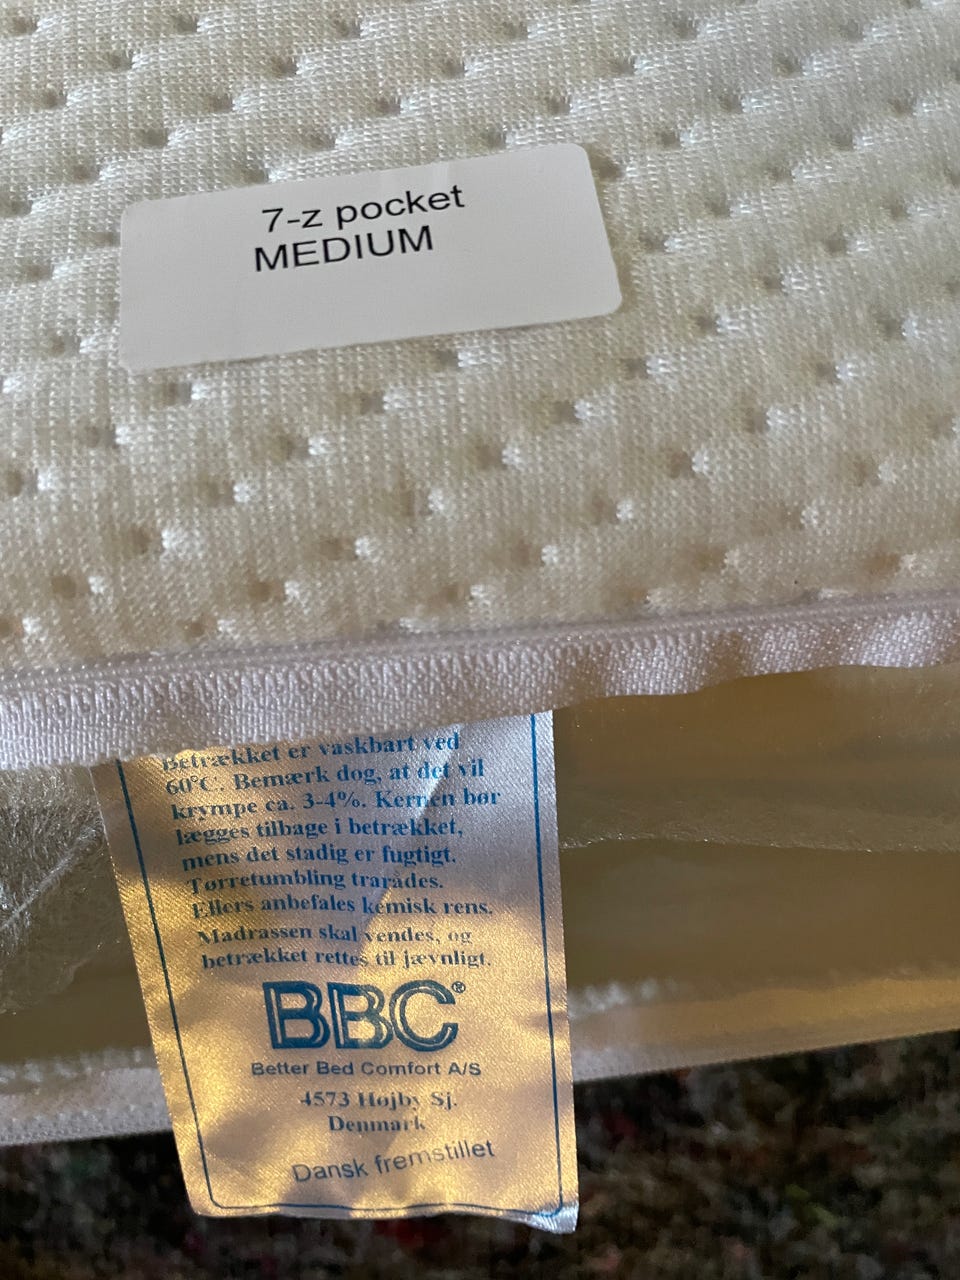 7-z pocket
MEDIUM
Betrækket er vaskbart ved
60°C. Bemærk dog, at det vil
krympe ca. 3-4%. Kernen bør
lægges tilbage i betrækket,
mens det stadig er fugtigt.
Tørretumbling trarådes.
Ellers anbefales kemisk rens.
Madrassen skal vendes, og
betrækket rettes til jævnligt.
BBC®
Better Bed Comfort A/S
4573 Højby Sj.
Denmark
Dansk fremstillet